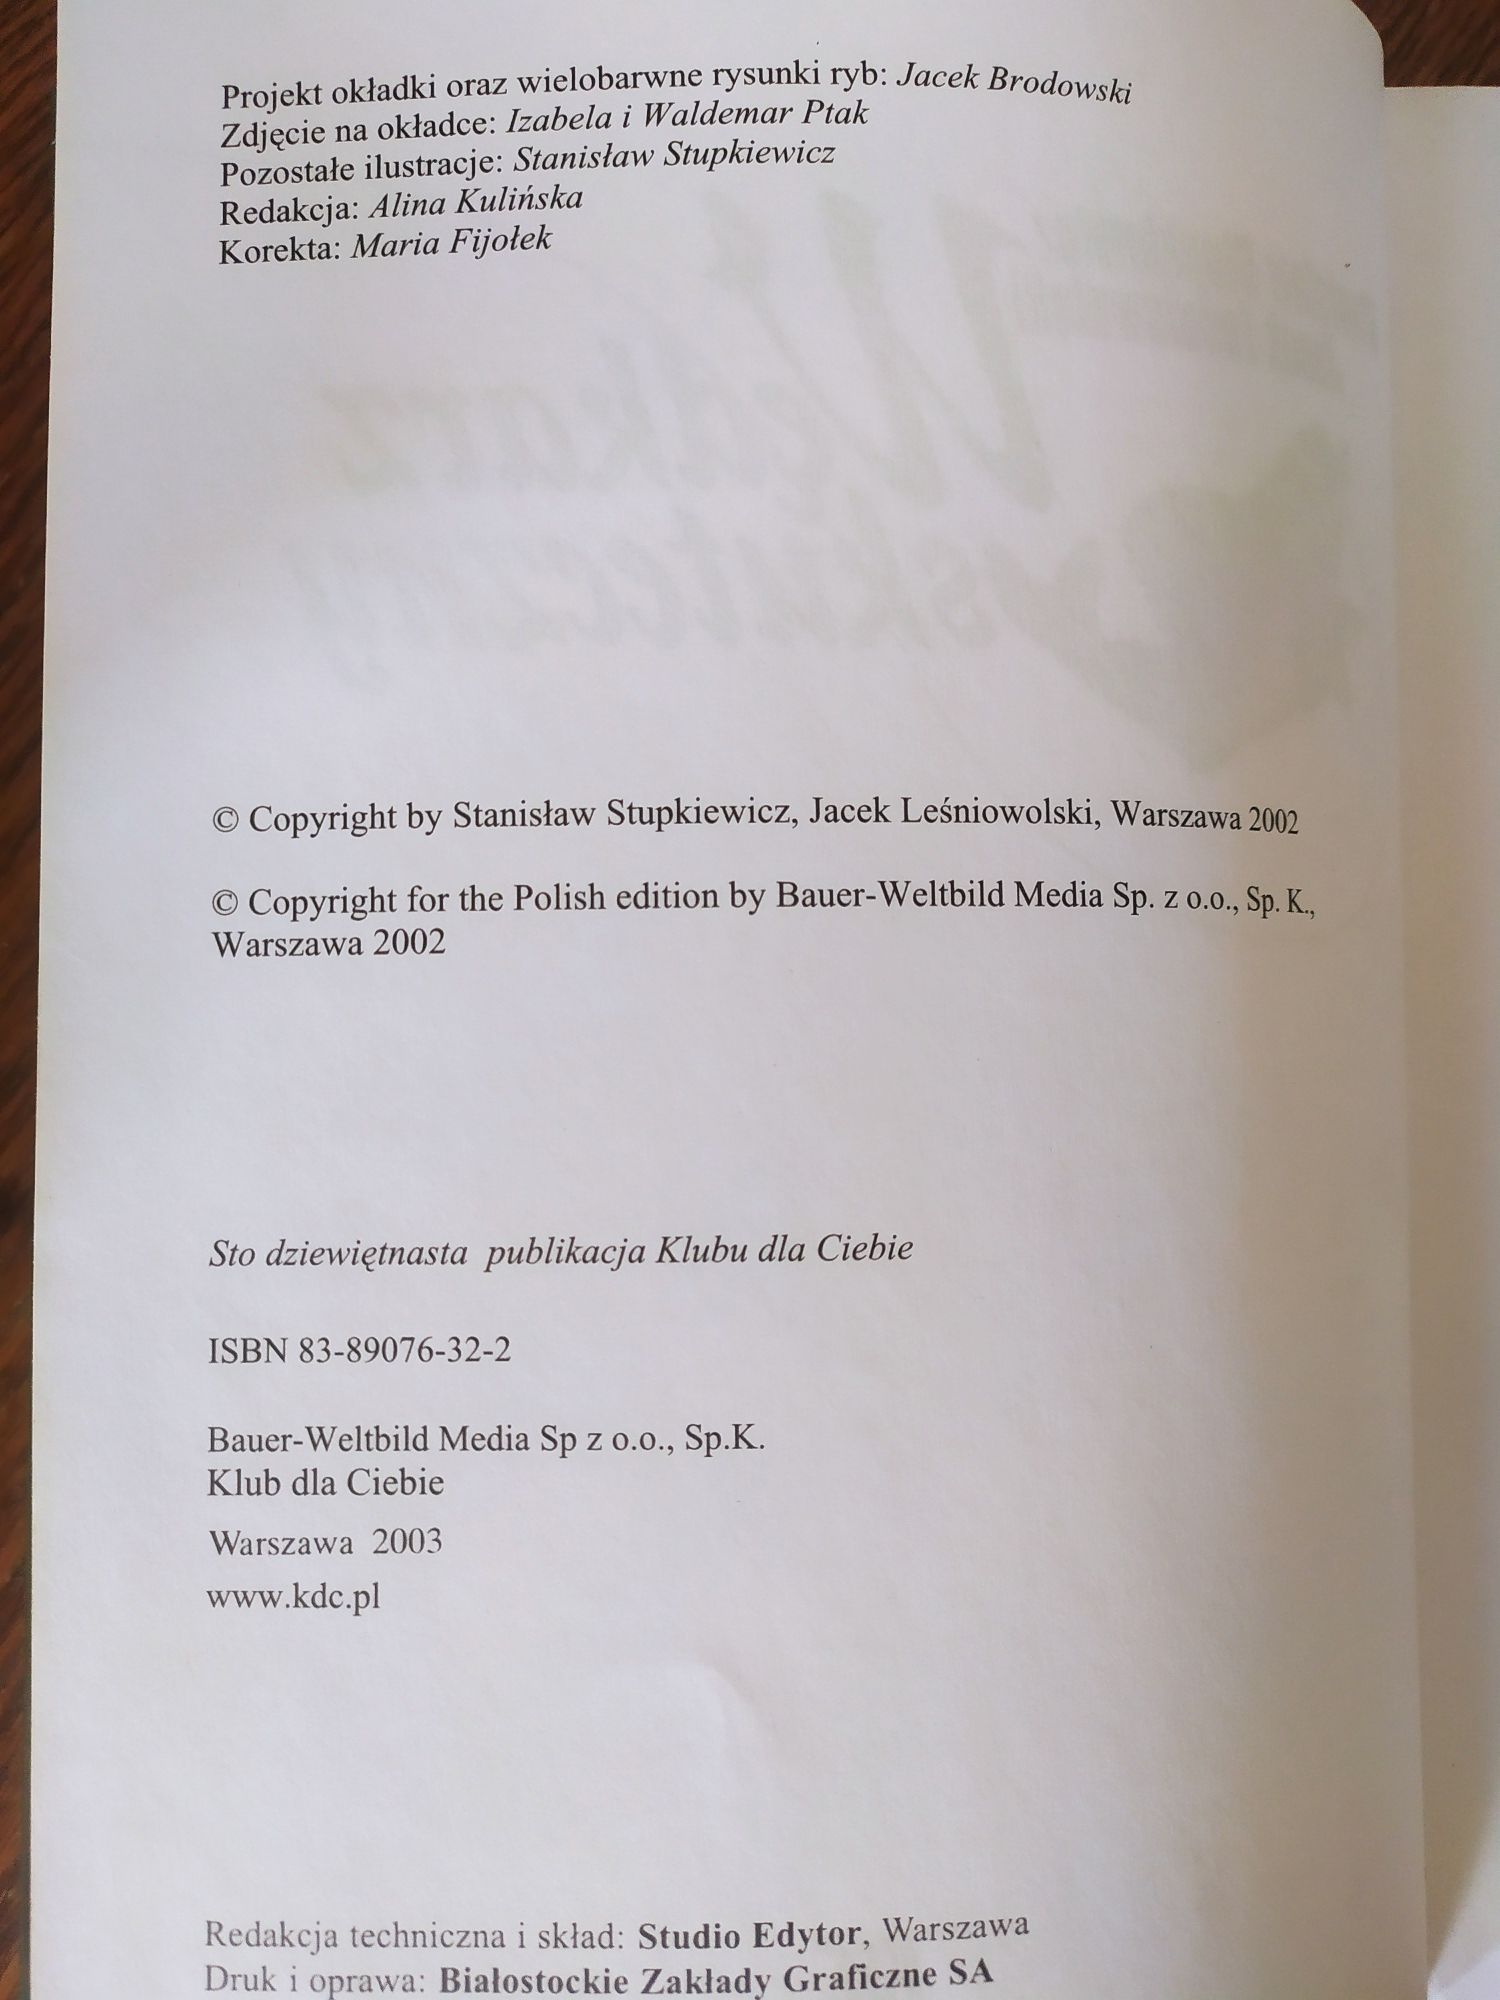 Projekt okładki oraz wielobarwne rysunki ryb: Jacek Brodowski
Zdjęcie na okładce: Izabela i Waldemar Ptak
Pozostałe ilustracje: Stanisław Stupkiewicz
Redakcja: Alina Kulińska
Korekta: Maria Fijołek
© Copyright by Stanisław Stupkiewicz, Jacek Leśniowolski, Warszawa 2002
© Copyright for the Polish edition by Bauer-Weltbild Media Sp. z o.o., Sp. K.,
Warszawa 2002
Sto dziewiętnasta publikacja Klubu dla Ciebie
ISBN 83-89076-32-2
Bauer-Weltbild Media Sp z o.o., Sp.K.
Klub dla Ciebie
Warszawa 2003
www.kdc.pl
Redakcja techniczna i skład: Studio Edytor, Warszawa
Druk i oprawa: Białostockie Zakłady Graficzne SA